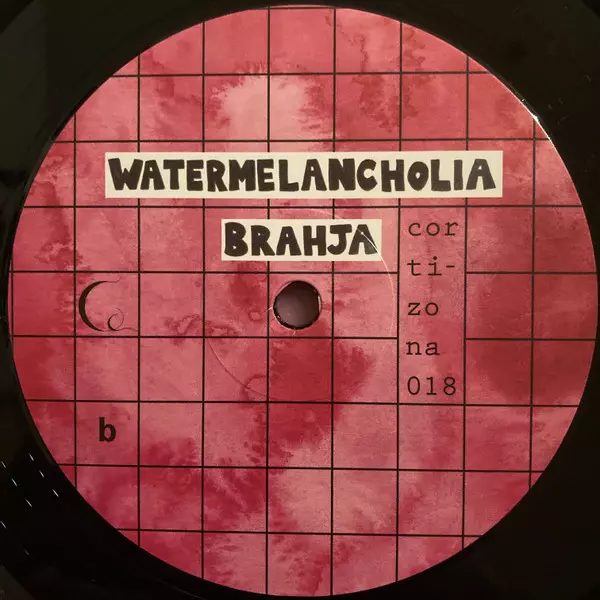 WATERMELANCHOLIA
BRAHJA
cor
ti-
zo
na
018
b